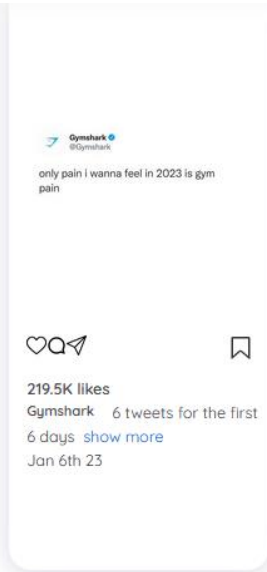 Gymshark
@Gymshark
only pain i wanna feel in 2023 is gym
pain
219.5K likes
Gymshark 6 tweets for the first
6 days show more
Jan 6th 23